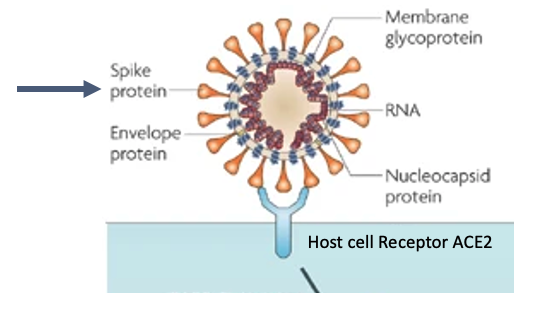 Membrane
glycoprotein
Spike
protein
RNA
Envelope
protein
Nucleocapsid
protein
Host cell Receptor ACE2